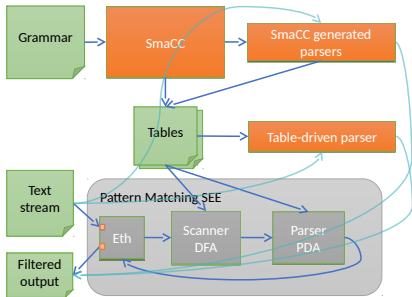 Grammar
SmaCC
SmaCC generated
parsers
Tables
Table-driven parser
Text
stream
Pattern Matching SEE
Eth
Scanner
DFA
Parser
PDA
Filtered
output